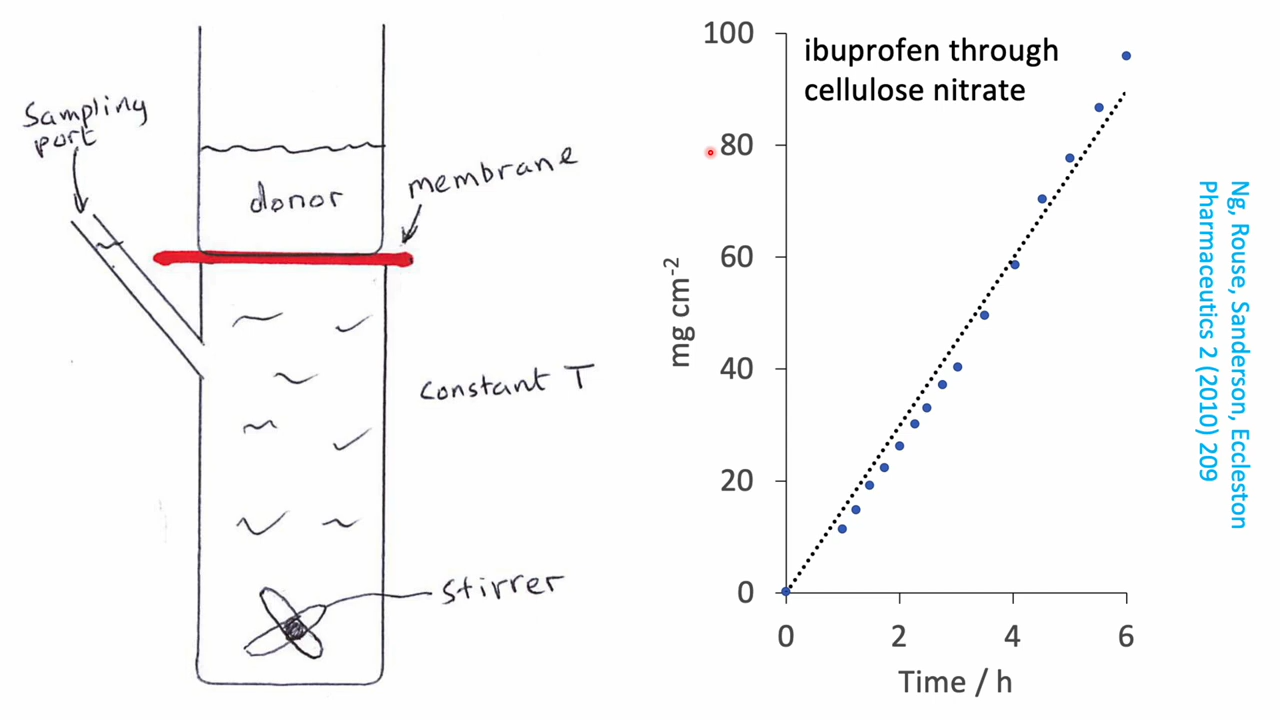 Sampling
port
donor
membrane
constant T
stirrer
ibuprofen through
cellulose nitrate
100
80
60
40
20
0
mg cm-2
0 2 4 6
Time / h
Ng, Rouse, Sanderson, Eccleston
Pharmaceutics 2 (2010) 209